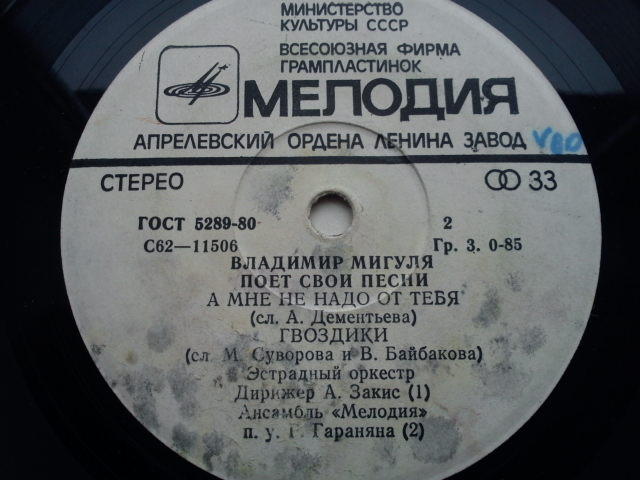 МИНИСТЕРСТВО
КУЛЬТУРЫ СССР
ВСЕСОЮЗНАЯ ФИРМА
ГРАМПЛАСТИНОК
МЕЛОДИЯ
АПРЕЛЕВСКИЙ ОРДЕНА ЛЕНИНА ЗАВОД
СТЕРЕО 33
ГОСТ 5289-80 2
С62—11506 Гр. 3. 0-85
ВЛАДИМИР МИГУЛЯ
ПОЕТ СВОИ ПЕСНИ
А МНЕ НЕ НАДО ОТ ТЕБЯ
(сл. А. Дементьева)
ГВОЗДИКИ
(сл. М. Суворова и В. Байбакова)
Эстрадный оркестр
Дирижер А. Закис (1)
Ансамбль «Мелодия»
п. у. Г. Гараняна (2)